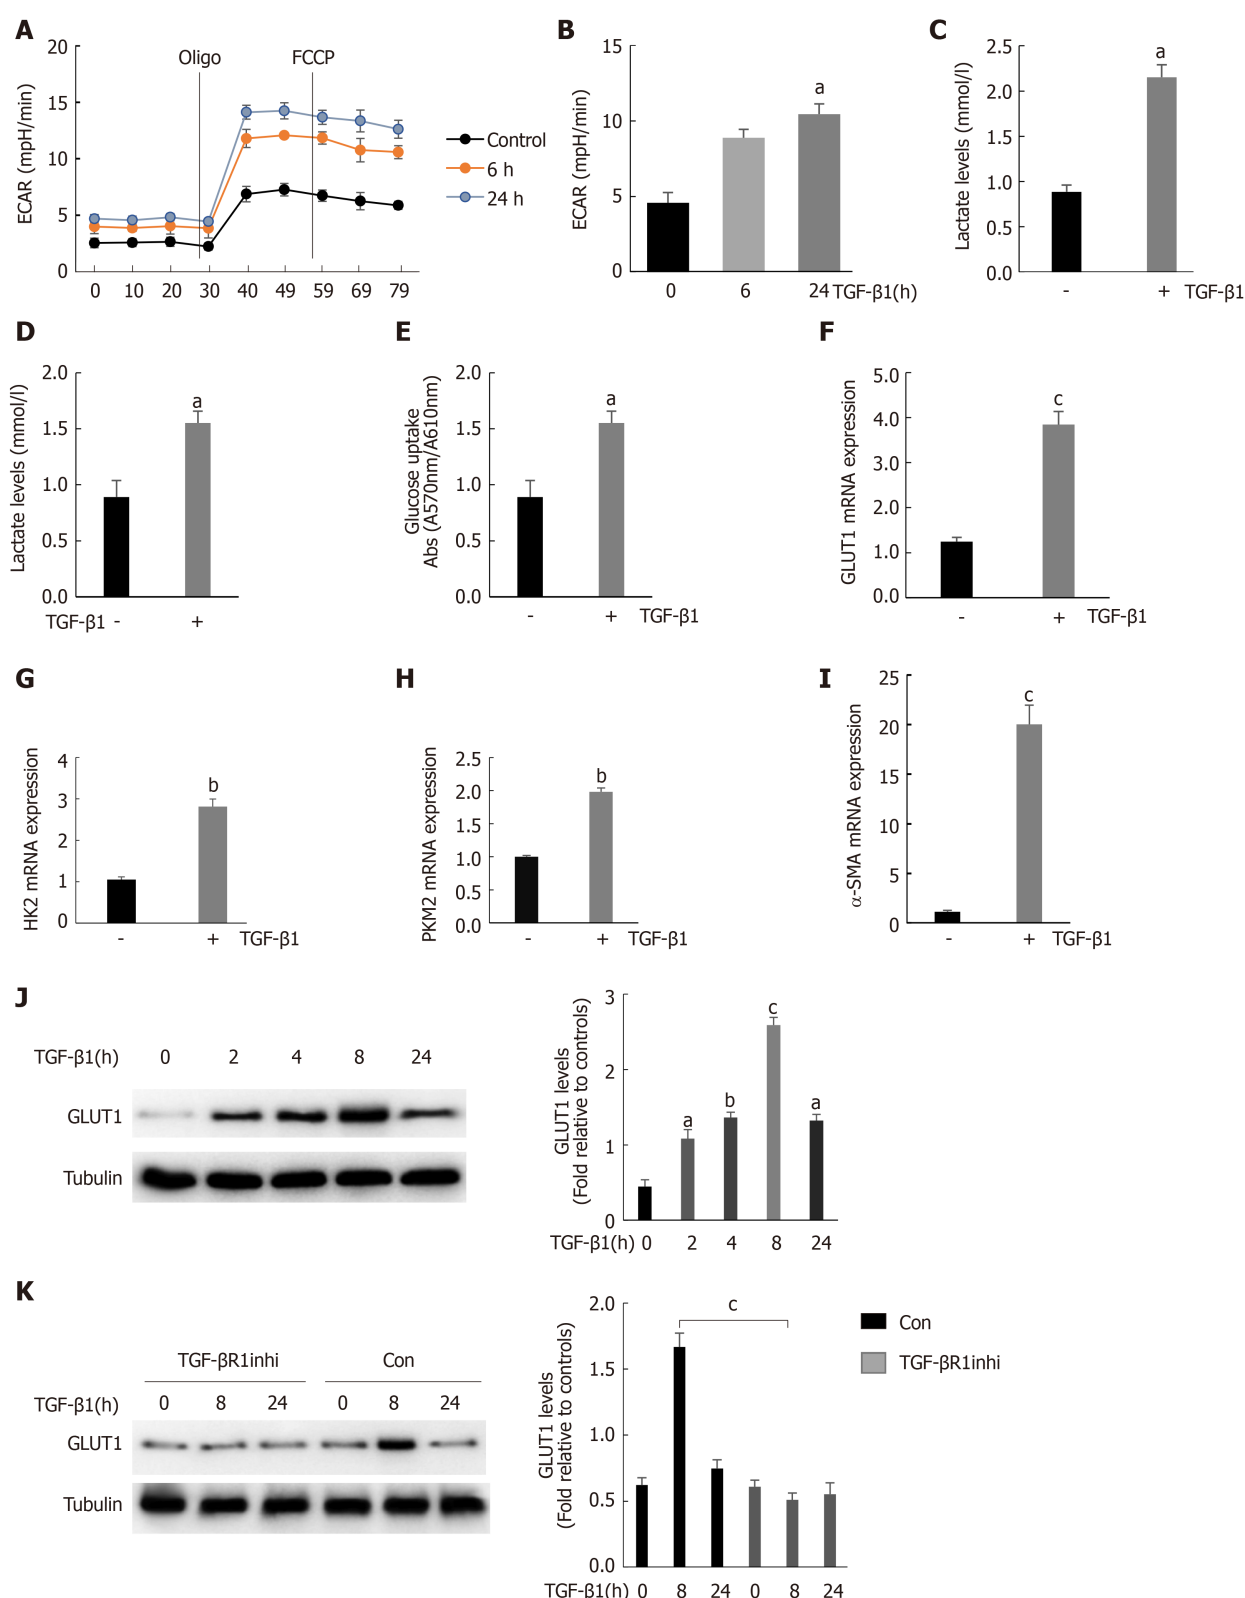 A
20
15
10
5
0
ECAR (mpH/min)
Oligo
FCCP
0 10 20 30 40 49 59 69 79
Control
6 h
24 h
B
15
10
5
0
ECAR (mpH/min)
a
0 6 24 TGF-β1(h)
C
2.5
2.0
1.5
1.0
0.5
0.0
Lactate levels (mmol/l)
a
- + TGF-β1
D
2.0
1.5
1.0
0.5
0.0
Lactate levels (mmol/l)
a
TGF-β1 - +
E
2.0
1.5
1.0
0.5
0.0
Glucose uptake
Abs (A570nm/A610nm)
a
- + TGF-β1
F
5.0
4.0
3.0
2.0
1.0
0.0
GLUT1 mRNA expression
c
- + TGF-β1
G
4
3
2
1
0
HK2 mRNA expression
b
- + TGF-β1
H
2.5
2.0
1.5
1.0
0.5
0.0
PKM2 mRNA expression
b
- + TGF-β1
I
25
20
15
10
5
0
α-SMA mRNA expression
c
- + TGF-β1
J
TGF-β1(h) 0 2 4 8 24
GLUT1
Tubulin
3
2
1
0
GLUT1 levels
(Fold relative to controls)
a b c a
TGF-β1(h) 0 2 4 8 24
K
TGF-βR1inhi Con
TGF-β1(h) 0 8 24 0 8 24
GLUT1
Tubulin
2.0
1.5
1.0
0.5
0.0
GLUT1 levels
(Fold relative to controls)
c
TGF-β1(h) 0 8 24 0 8 24
Con
TGF-βR1inhi